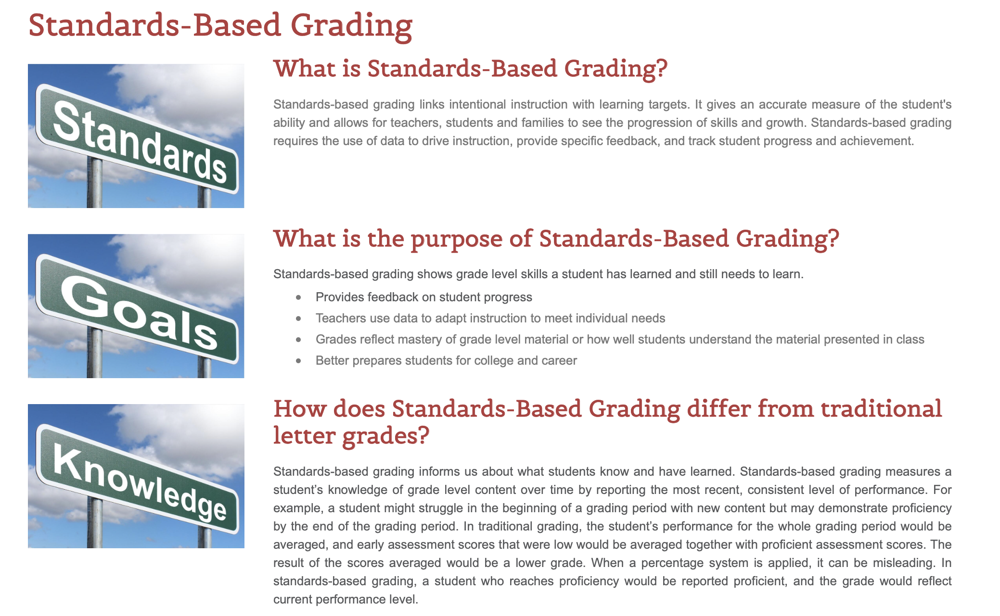 Standards-Based Grading
Standards
What is Standards-Based Grading?
Standards-based grading links intentional instruction with learning targets. It gives an accurate measure of the student's
ability and allows for teachers, students and families to see the progression of skills and growth. Standards-based grading
requires the use of data to drive instruction, provide specific feedback, and track student progress and achievement.
Goals
What is the purpose of Standards-Based Grading?
Standards-based grading shows grade level skills a student has learned and still needs to learn.
• Provides feedback on student progress
• Teachers use data to adapt instruction to meet individual needs
• Grades reflect mastery of grade level material or how well students understand the material presented in class
• Better prepares students for college and career
Knowledge
How does Standards-Based Grading differ from traditional
letter grades?
Standards-based grading informs us about what students know and have learned. Standards-based grading measures a
student’s knowledge of grade level content over time by reporting the most recent, consistent level of performance. For
example, a student might struggle in the beginning of a grading period with new content but may demonstrate proficiency
by the end of the grading period. In traditional grading, the student’s performance for the whole grading period would be
averaged, and early assessment scores that were low would be averaged together with proficient assessment scores. The
result of the scores averaged would be a lower grade. When a percentage system is applied, it can be misleading. In
standards-based grading, a student who reaches proficiency would be reported proficient, and the grade would reflect
current performance level.